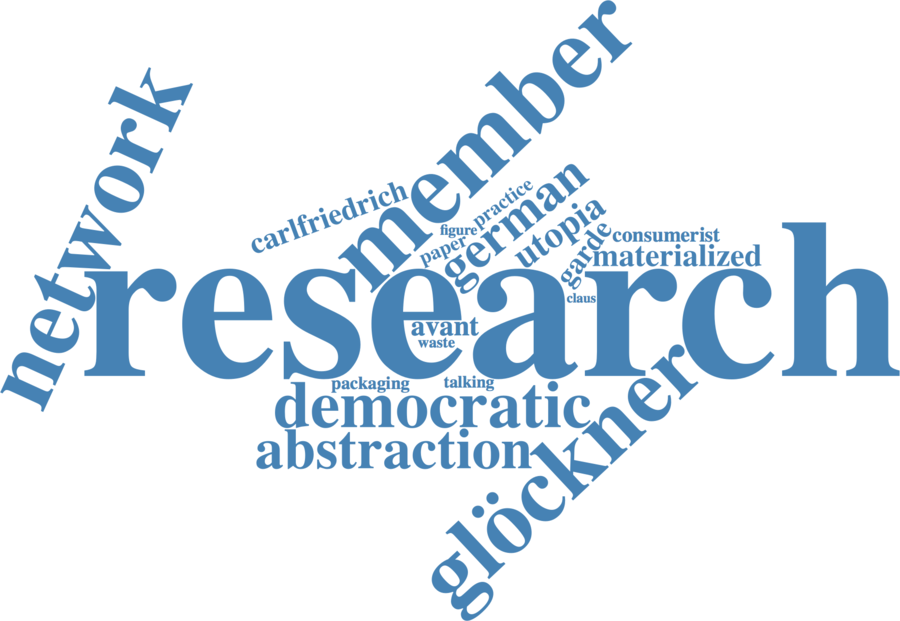 network
member
carlfriedrich
practice
figure
paper
german
utopia
garde
consumerist
materialized
claus
research
avant
waste
packaging
talking
democratic
abstraction
glöckner